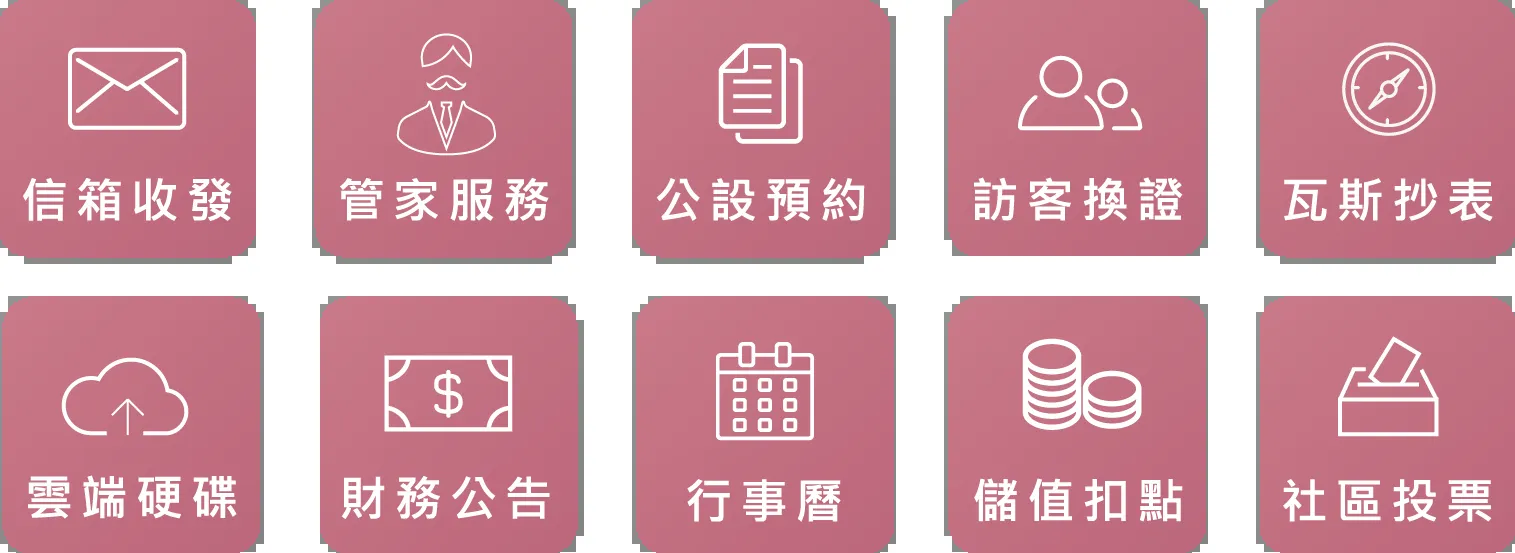 信箱收發
管家服務
公設預約
訪客換證
瓦斯抄表
雲端硬碟
$
財務公告
行事曆
儲值扣點
社區投票